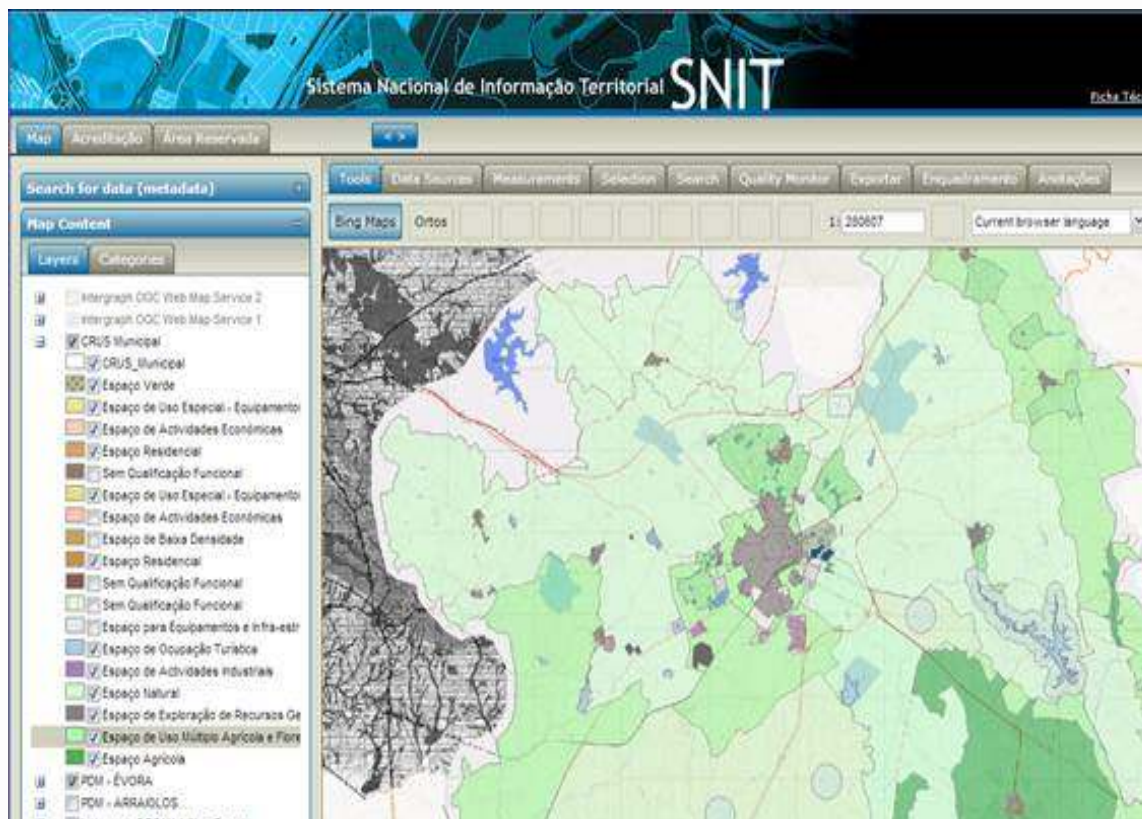 Sistema Nacional de Informação Territorial SNIT
Ficha Téc
Map Acreditação Área Reservada < >
Search for data (metadata)
Map Content
Layers Categories
Intergraph OGC Web Map Service 2
Intergraph OGC Web Map Service 1
CRUS Municipal
CRUS_Municipal
Espaço Verde
Espaço de Uso Especial - Equipamento
Espaço de Actividades Económicas
Espaço Residencial
Sem Qualificação Funcional
Espaço de Uso Especial - Equipamento
Espaço de Actividades Económicas
Espaço de Baixa Densidade
Espaço Residencial
Sem Qualificação Funcional
Sem Qualificação Funcional
Espaço para Equipamentos e Infra-estr
Espaço de Ocupação Turística
Espaço de Actividades Industriais
Espaço Natural
Espaço de Exploração de Recursos Ge
Espaço de Uso Múltiplo Agrícola e Flore
Espaço Agrícola
PDM - ÉVORA
PDM - ARRAIOLOS
Tools Data Sources Measurements Selection Search Quality Monitor Exportar Enquadramento Anotações
Bing Maps Ortos 1: 280807 Current browser language